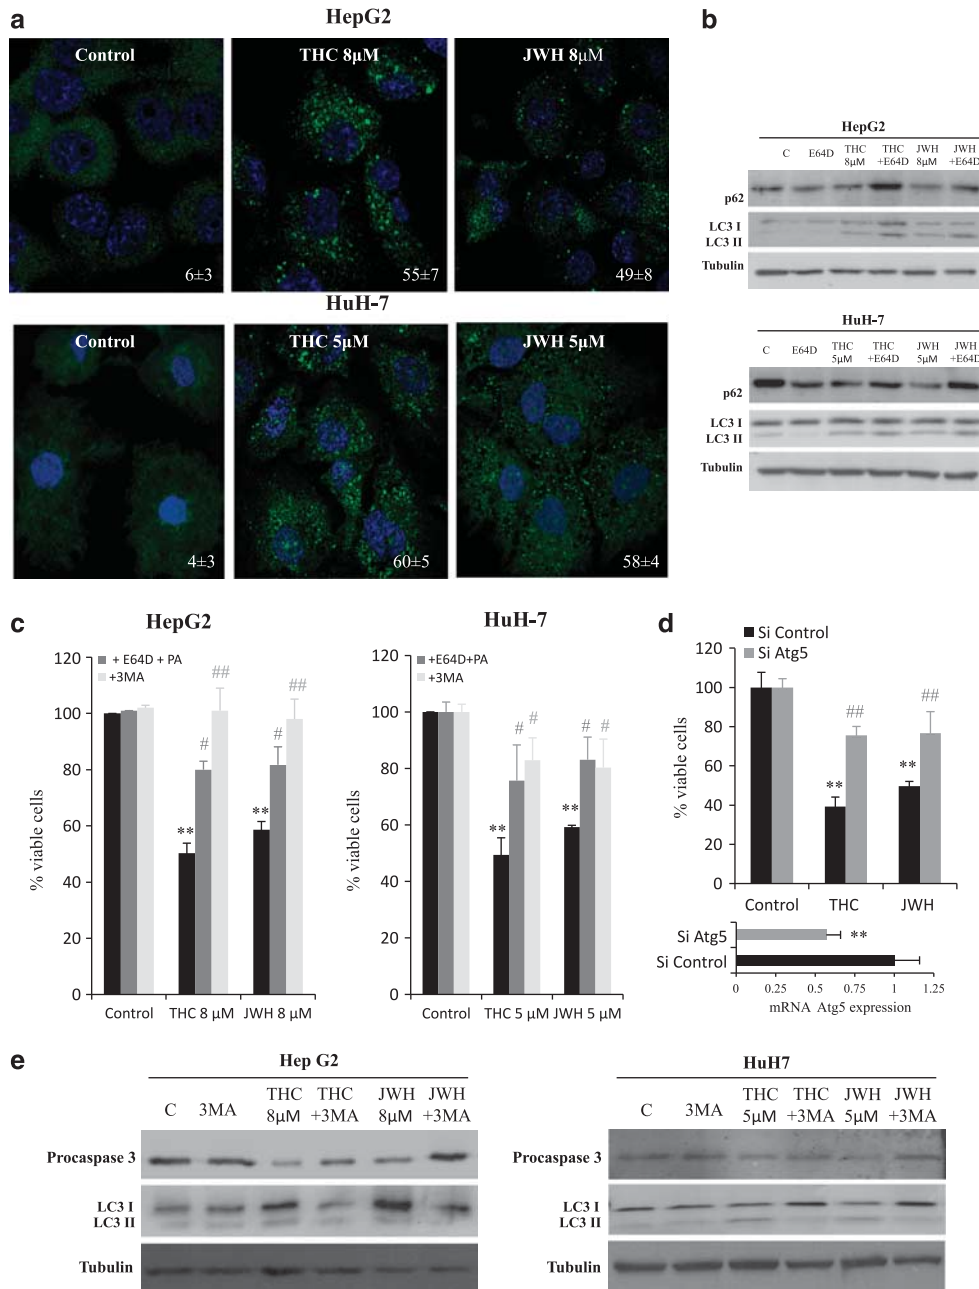 a
HepG2
Control
THC 8μM
JWH 8μM
6±3
55±7
49±8
HuH-7
Control
THC 5μM
JWH 5μM
4±3
60±5
58±4
b
HepG2
C E64D THC 8μM THC +E64D JWH 8μM JWH +E64D
p62
LC3 I
LC3 II
Tubulin
HuH-7
C E64D THC 5μM THC +E64D JWH 5μM JWH +E64D
p62
LC3 I
LC3 II
Tubulin
c
HepG2
+ E64D + PA
+3MA
% viable cells
120
100
80
60
40
20
0
** # ## ** # ##
Control THC 8 μM JWH 8 μM
HuH-7
+E64D+PA
+3MA
% viable cells
120
100
80
60
40
20
0
** # # ** # #
Control THC 5 μM JWH 5 μM
d
Si Control
Si Atg5
% viable cells
120
100
80
60
40
20
0
** ## ** ##
Control THC JWH
Si Atg5 **
Si Control
0 0.25 0.5 0.75 1 1.25
mRNA Atg5 expression
e
Hep G2
C 3MA THC 8μM THC +3MA JWH 8μM JWH +3MA
Procaspase 3
LC3 I
LC3 II
Tubulin
HuH7
C 3MA THC 5μM THC +3MA JWH 5μM JWH +3MA
Procaspase 3
LC3 I
LC3 II
Tubulin